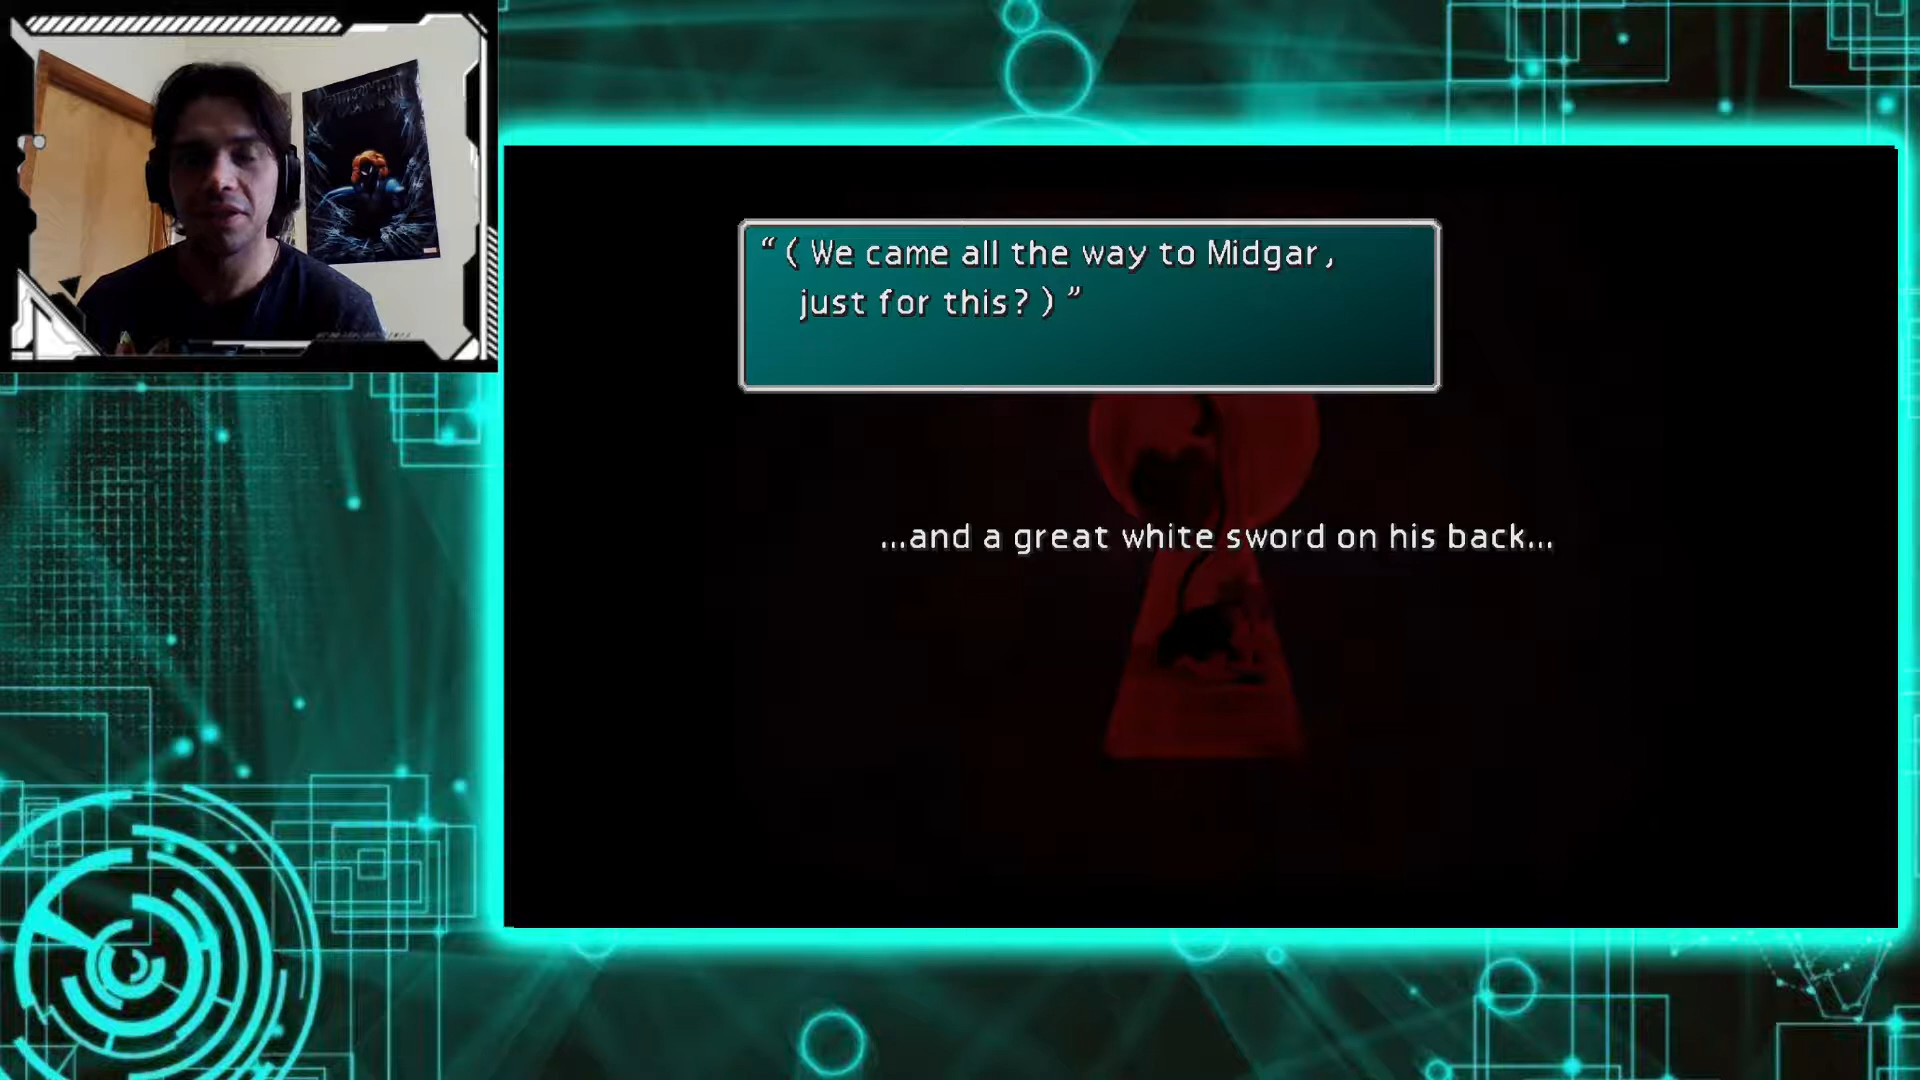 “( We came all the way to Midgar,
just for this? )”
...and a great white sword on his back...